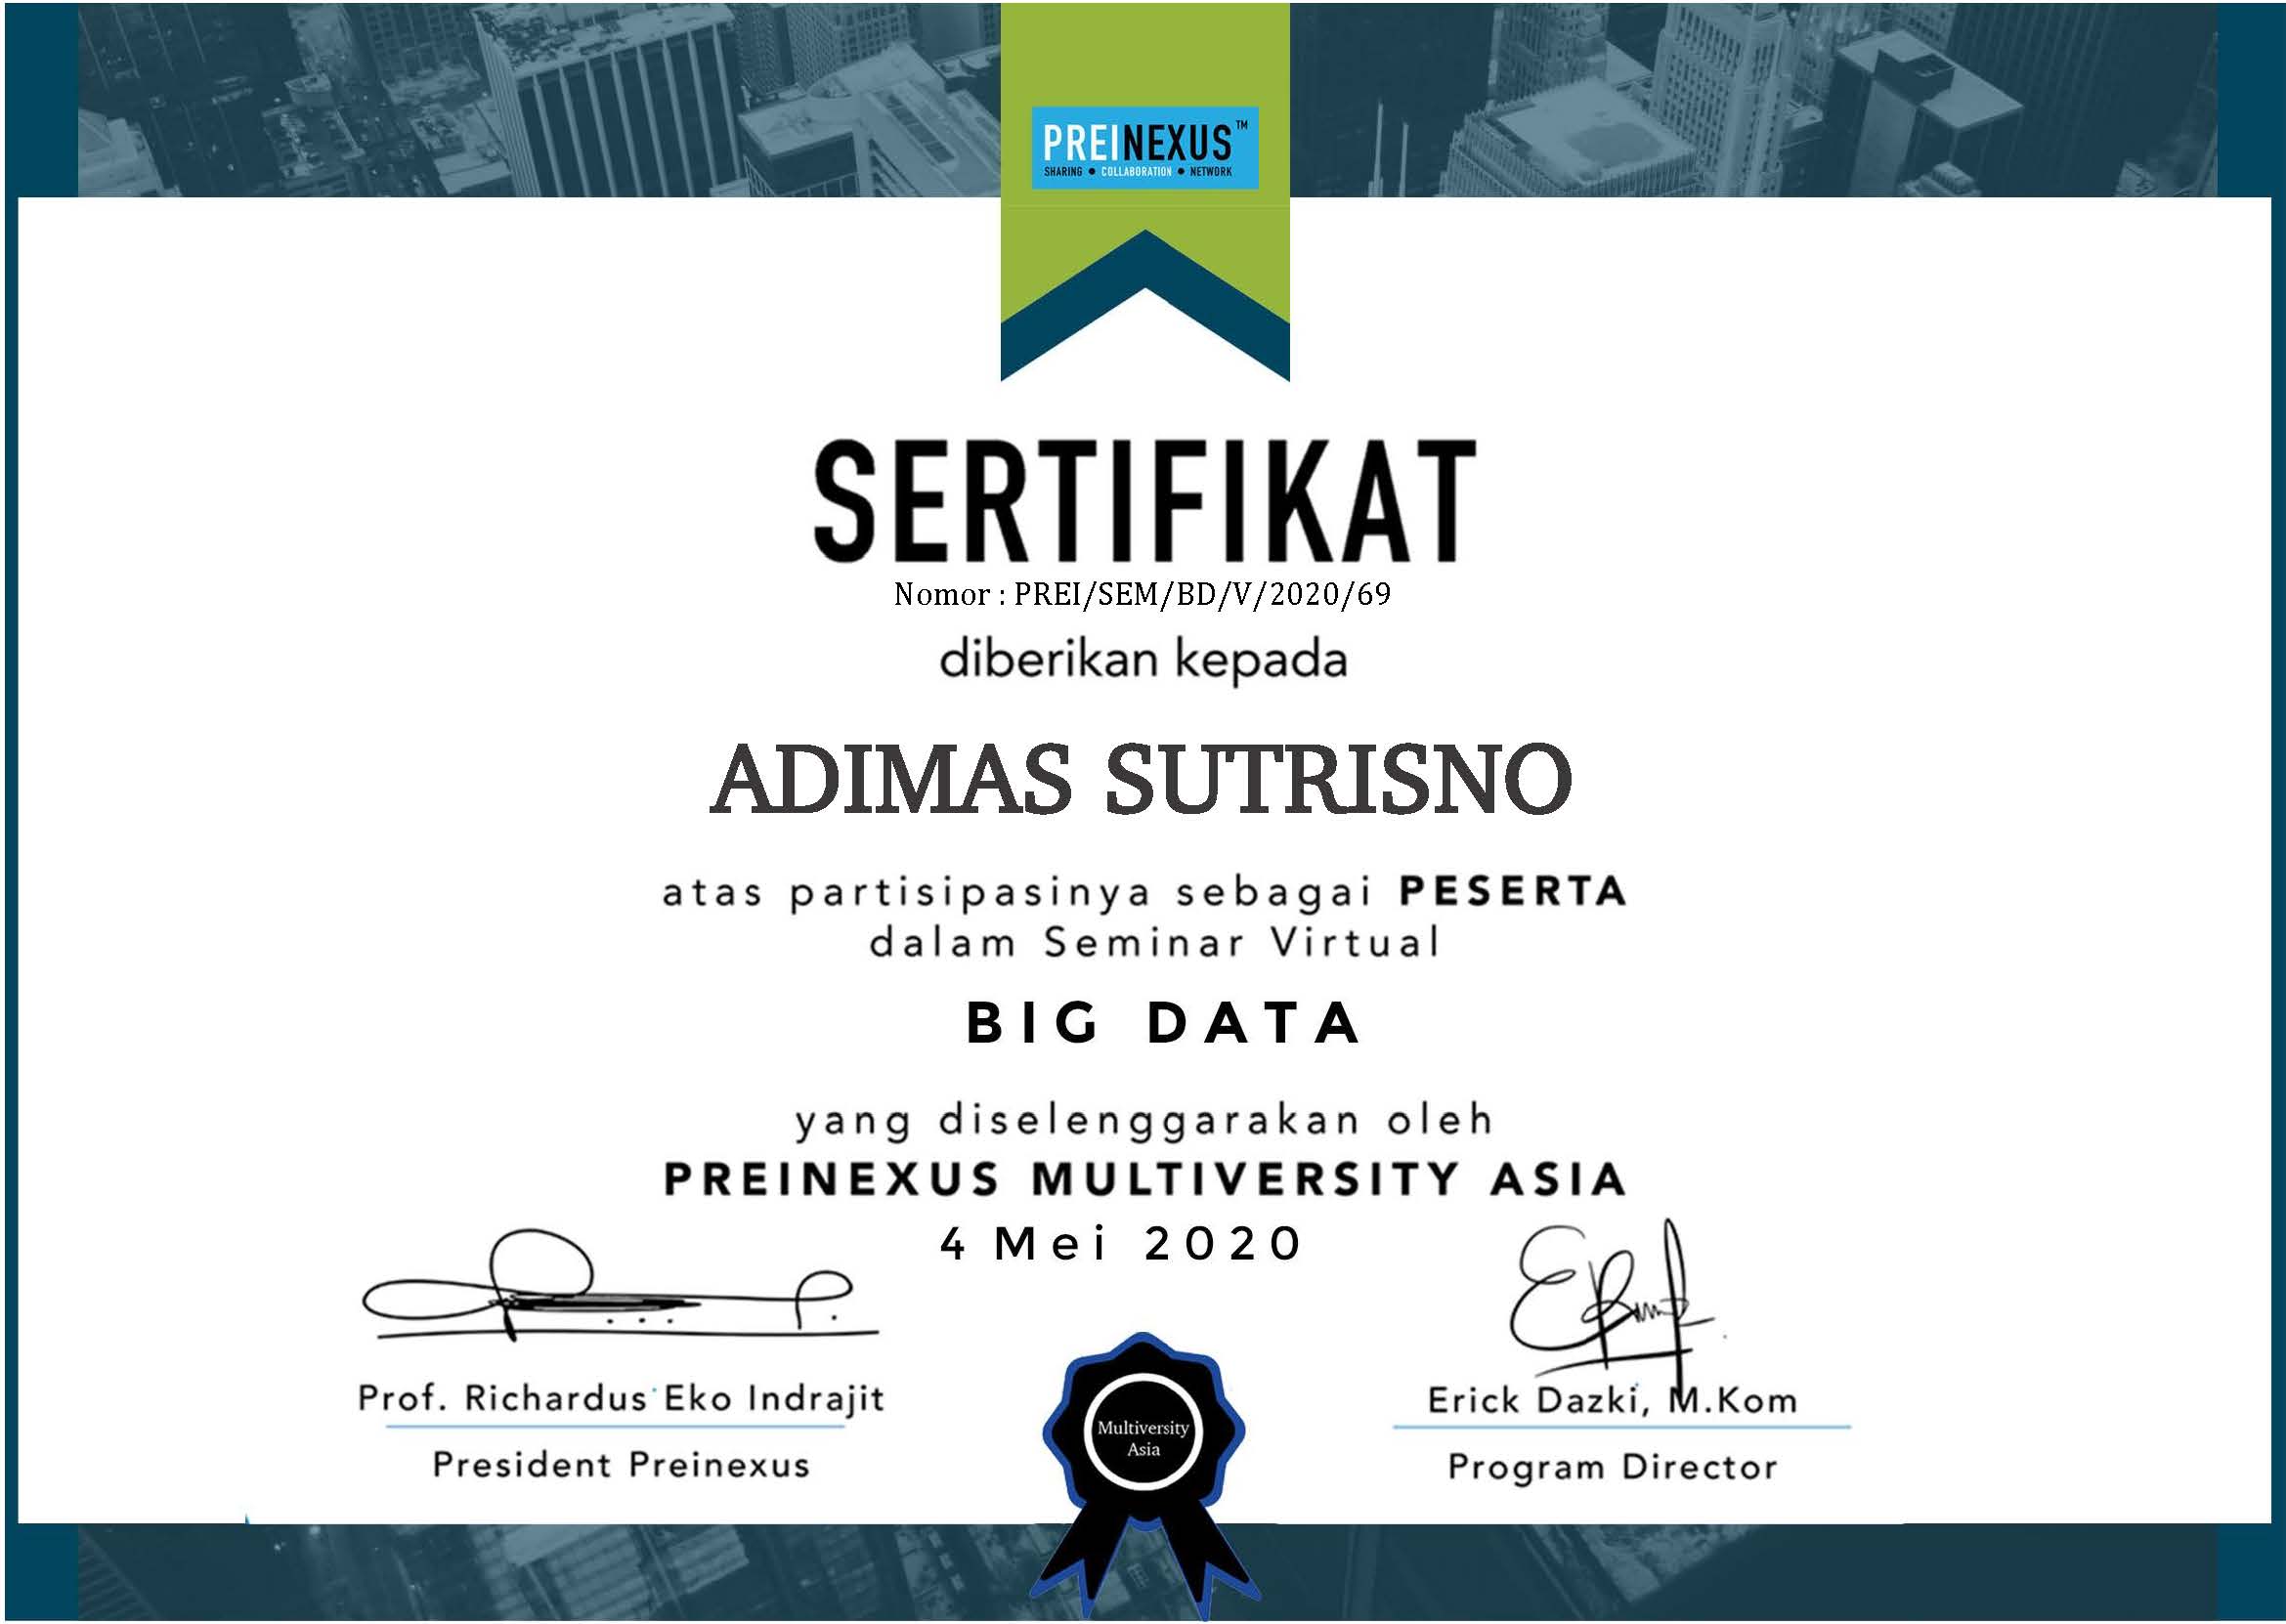 PREINEXUS™
SHARING • COLLABORATION • NETWORK
SERTIFIKAT
Nomor : PREI/SEM/BD/V/2020/69
diberikan kepada
ADIMAS SUTRISNO
atas partisipasinya sebagai PESERTA
dalam Seminar Virtual
BIG DATA
yang diselenggarakan oleh
PREINEXUS MULTIVERSITY ASIA
4 Mei 2020
Prof. Richardus Eko Indrajit
President Preinexus
Multiversity
Asia
Erick Dazki, M.Kom
Program Director